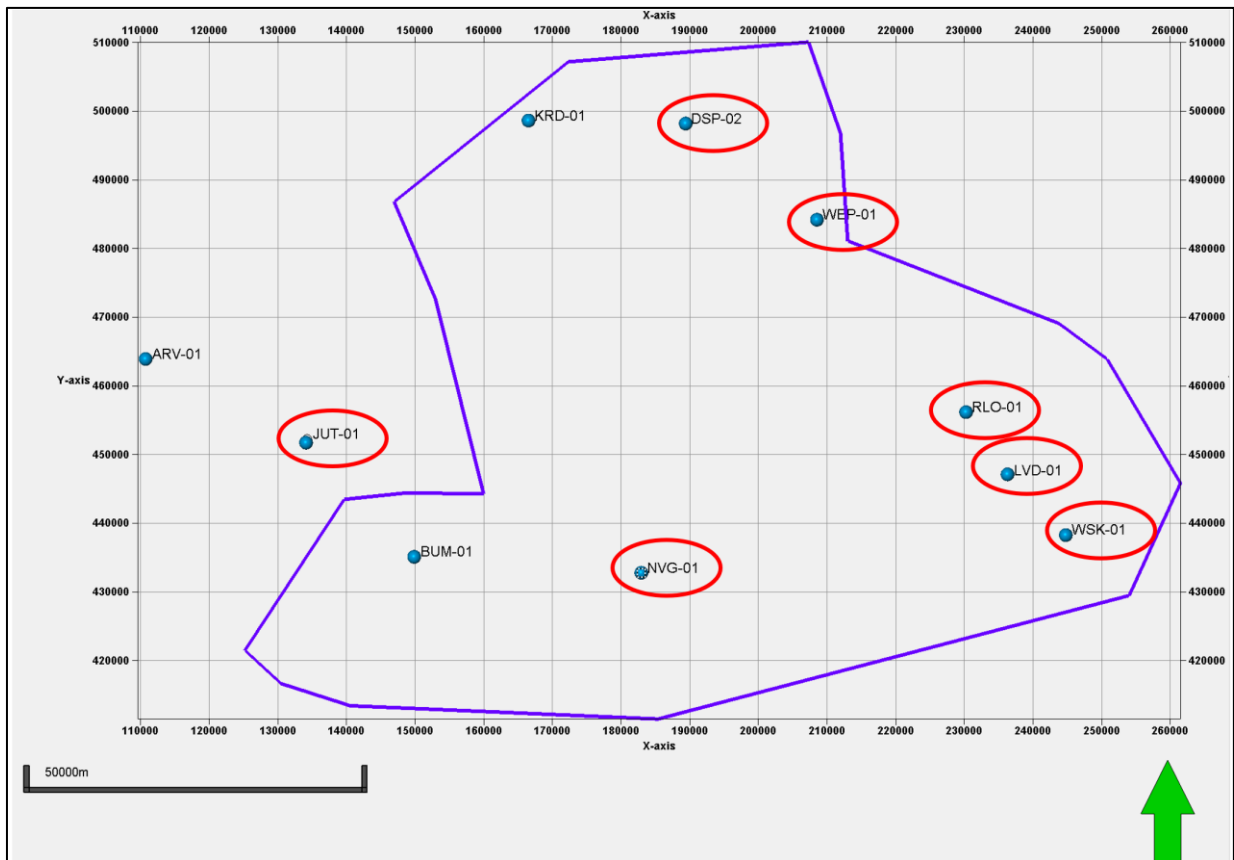 X-axis
110000 120000 130000 140000 150000 160000 170000 180000 190000 200000 210000 220000 230000 240000 250000 260000
510000 510000
500000 KRD-01 DSP-02 500000
490000 490000
WEP-01
480000 480000
470000 470000
ARV-01
Y-axis 460000 460000
RLO-01
JUT-01
450000 450000
LVD-01
440000 WSK-01 440000
BUM-01
NVG-01
430000 430000
420000 420000
110000 120000 130000 140000 150000 160000 170000 180000 190000 200000 210000 220000 230000 240000 250000 260000
X-axis
50000m